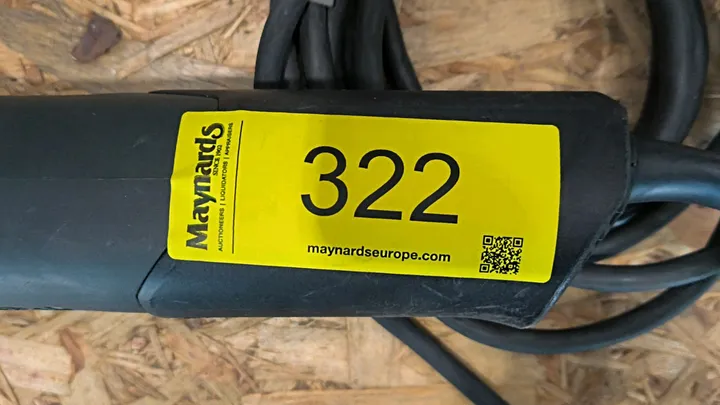 Maynards
SINCE 1902
AUCTIONEERS | LIQUIDATORS | APPRAISERS
322
maynardseurope.com